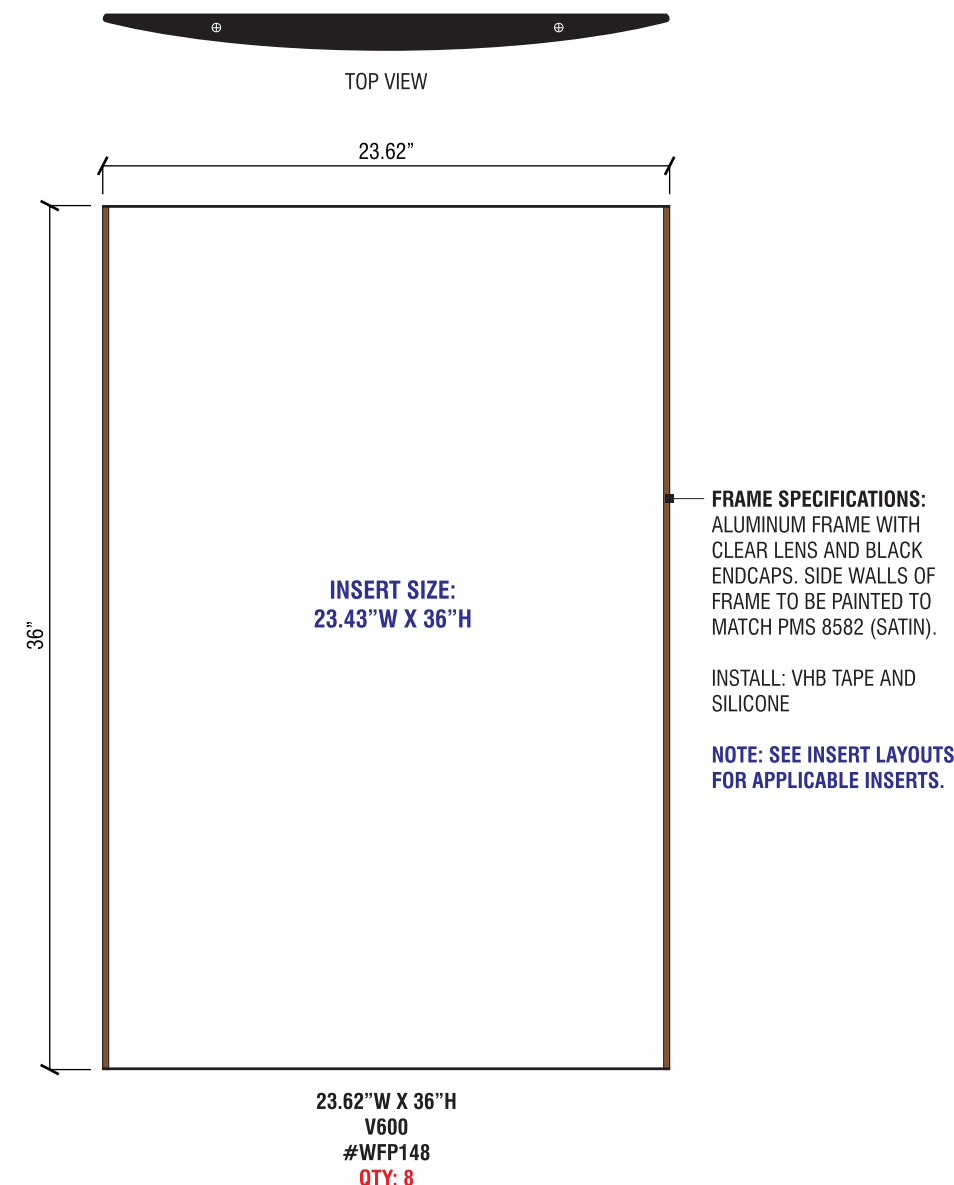 TOP VIEW
23.62”
36”
INSERT SIZE:
23.43”W X 36”H
FRAME SPECIFICATIONS:
ALUMINUM FRAME WITH
CLEAR LENS AND BLACK
ENDCAPS. SIDE WALLS OF
FRAME TO BE PAINTED TO
MATCH PMS 8582 (SATIN).
INSTALL: VHB TAPE AND
SILICONE
NOTE: SEE INSERT LAYOUTS
FOR APPLICABLE INSERTS.
23.62”W X 36”H
V600
#WFP148
QTY: 8